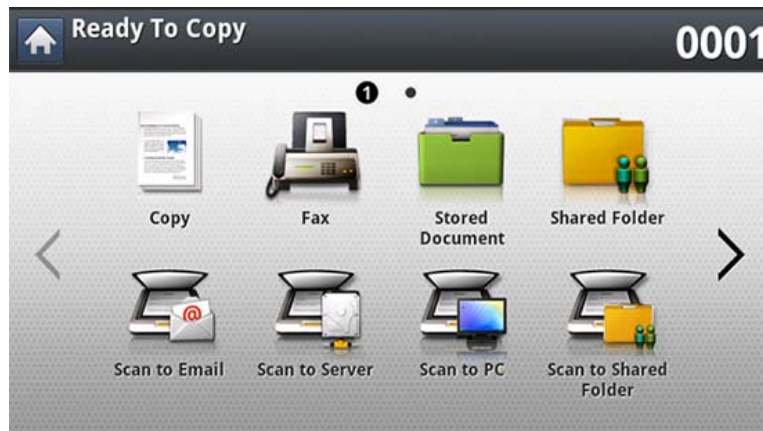 Ready To Copy
0001
1
Copy
Fax
Stored
Document
Shared Folder
Scan to Email
Scan to Server
Scan to PC
Scan to Shared
Folder